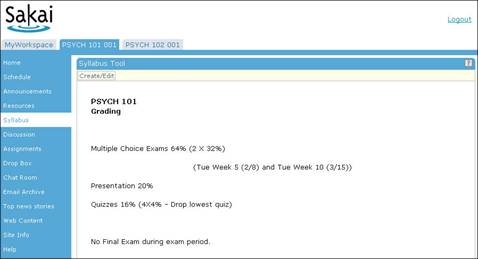 Sakai
Logout
MyWorkspace
PSYCH 101 001
PSYCH 102 001
Home
Schedule
Announcements
Resources
Syllabus
Discussion
Assignments
Drop Box
Chat Room
Email Archive
Top news stories
Web Content
Site Info
Help
Syllabus Tool
?
Create/Edit
PSYCH 101
Grading
Multiple Choice Exams 64% (2 X 32%)
(Tue Week 5 (2/8) and Tue Week 10 (3/15))
Presentation 20%
Quizzes 16% (4X4% - Drop lowest quiz)
No Final Exam during exam period.